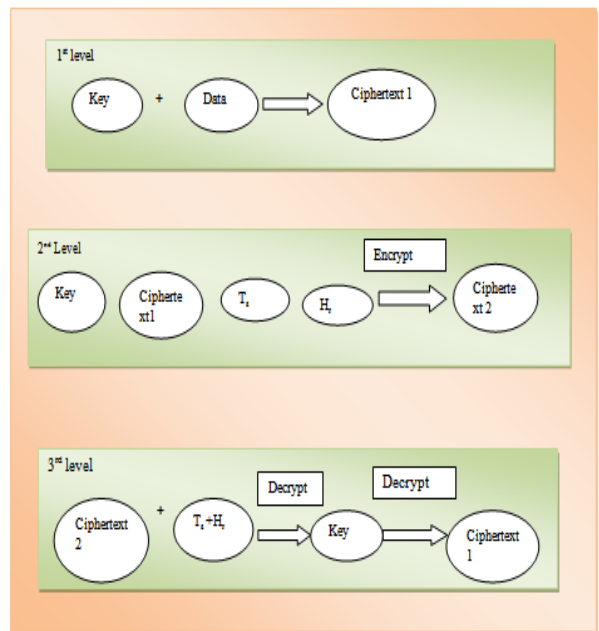 1st level
Key + Data Ciphertext 1
2nd Level
Encrypt
Key
Cipherte
xt1
Ts
Hr
Cipherte
xt 2
3rd level
Decrypt
Decrypt
Ciphertext
2
+
Ts+Hr
Key
Ciphertext
1